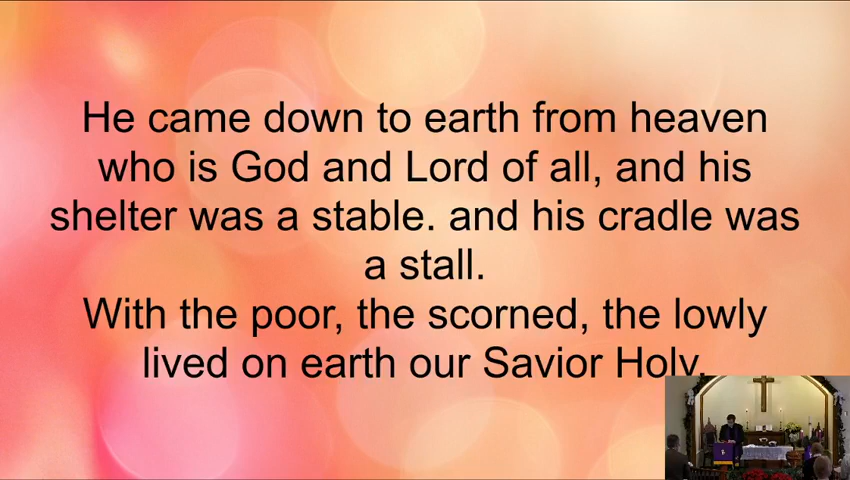 He came down to earth from heaven
who is God and Lord of all, and his
shelter was a stable. and his cradle was
a stall.
With the poor, the scorned, the lowly
lived on earth our Savior Holy.